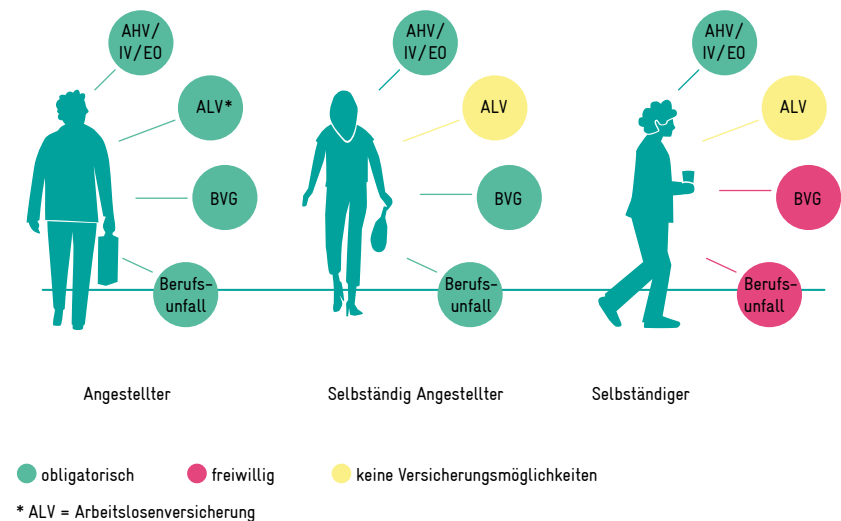 AHV/
IV/EO
ALV*
BVG
Berufs-
unfall
Angestellter
AHV/
IV/EO
ALV
BVG
Berufs-
unfall
Selbständig Angestellter
AHV/
IV/EO
ALV
BVG
Berufs-
unfall
Selbständiger
obligatorisch
freiwillig
keine Versicherungsmöglichkeiten
* ALV = Arbeitslosenversicherung